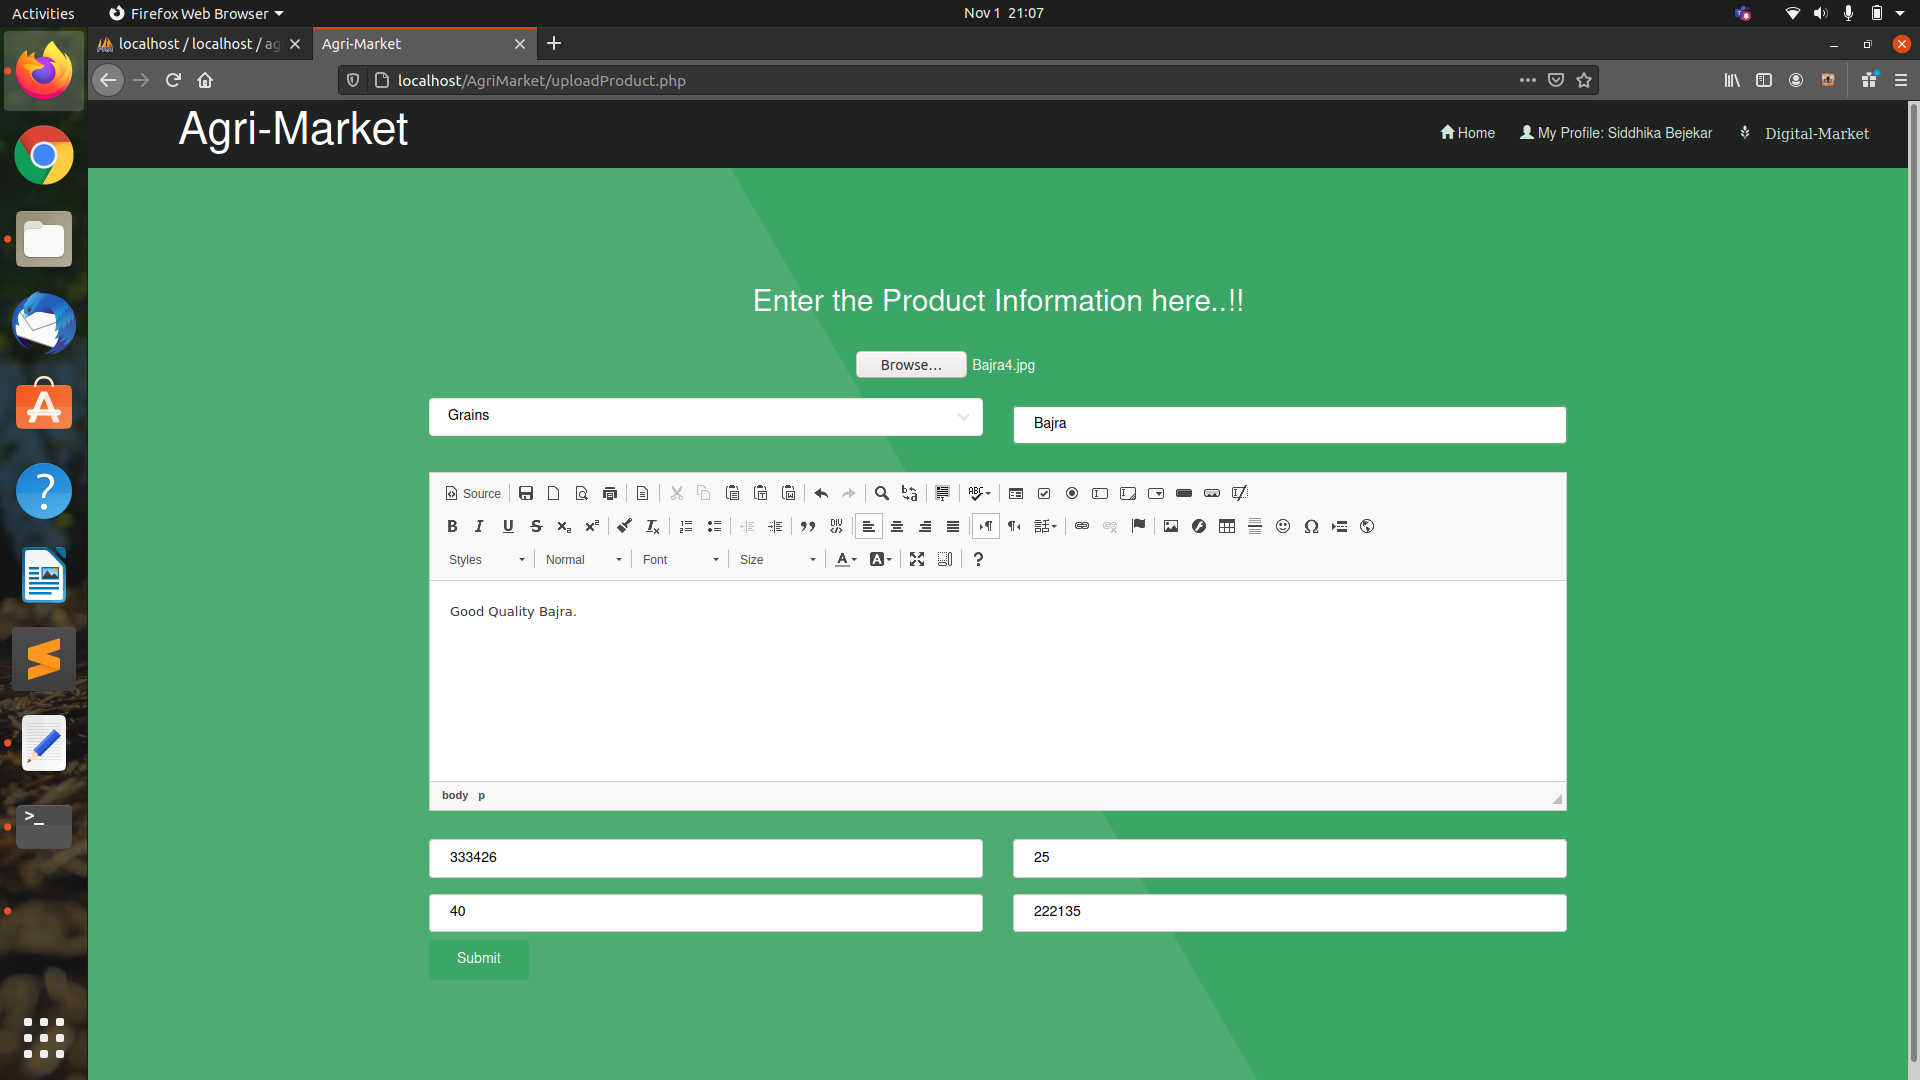 Activities Firefox Web Browser Nov 1 21:07
localhost / localhost / ag Agri-Market
localhost/AgriMarket/uploadProduct.php
Agri-Market Home My Profile: Siddhika Bejekar Digital-Market
Enter the Product Information here..!!
Browse... Bajra4.jpg
Grains Bajra
Source
Styles Normal Font Size
Good Quality Bajra.
body p
333426 25
40 222135
Submit